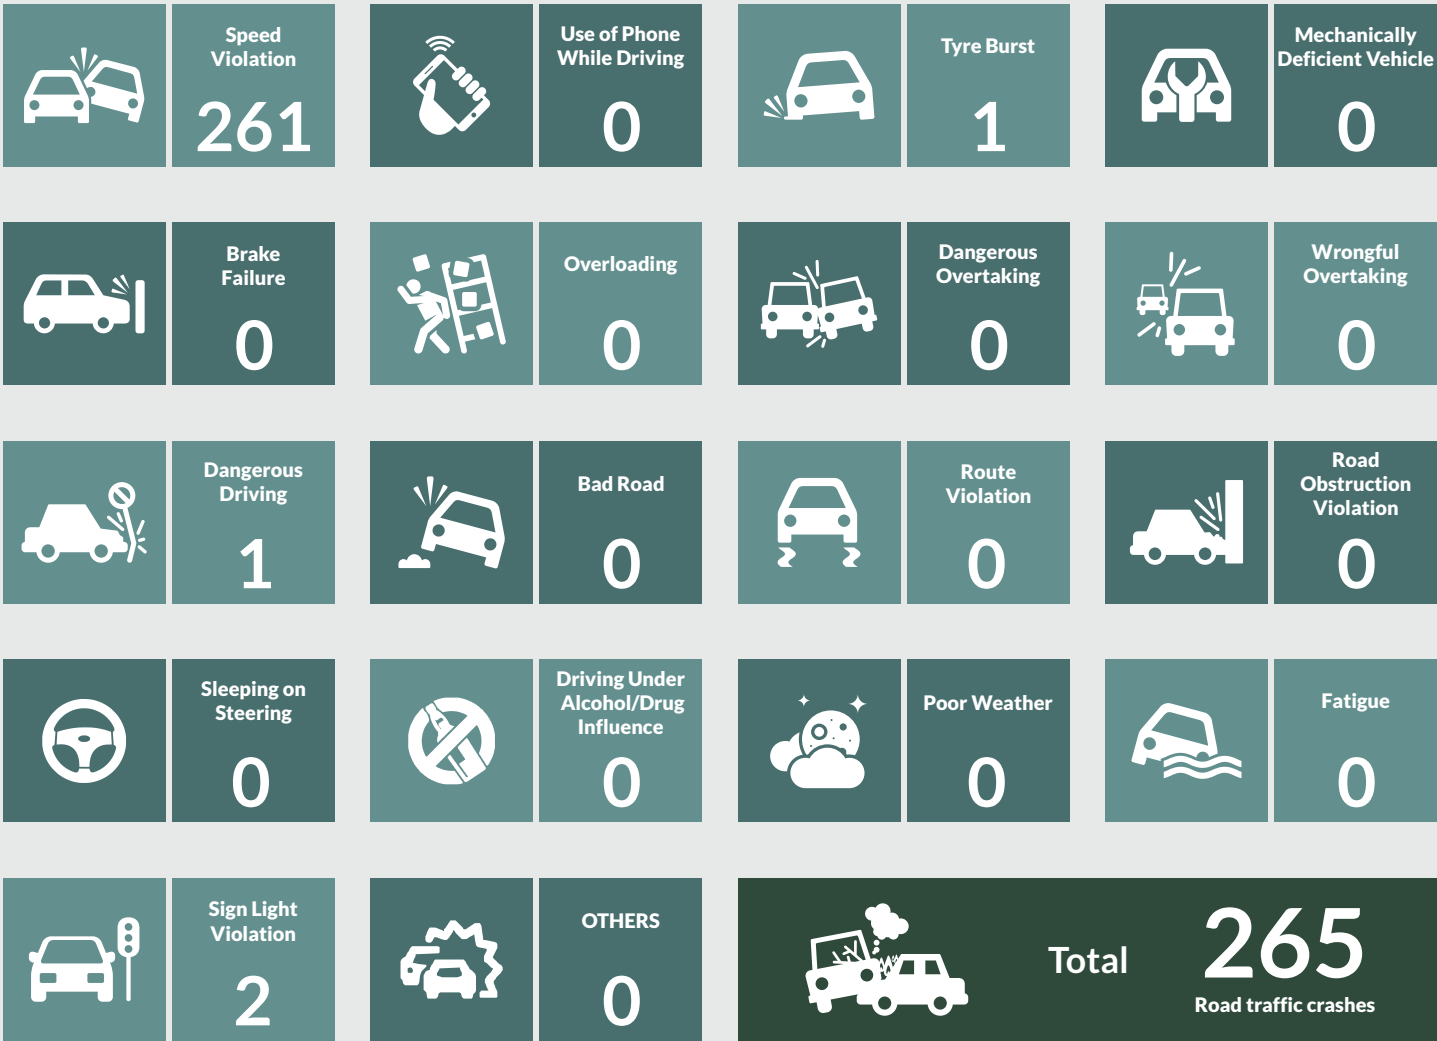 Speed
Violation
261
Use of Phone
While Driving
0
Tyre Burst
1
Mechanically
Deficient Vehicle
0
Brake
Failure
0
Overloading
0
Dangerous
Overtaking
0
Wrongful
Overtaking
0
Dangerous
Driving
1
Bad Road
0
Route
Violation
0
Road
Obstruction
Violation
0
Sleeping on
Steering
0
Driving Under
Alcohol/Drug
Influence
0
Poor Weather
0
Fatigue
0
Sign Light
Violation
2
OTHERS
0
Total
265
Road traffic crashes